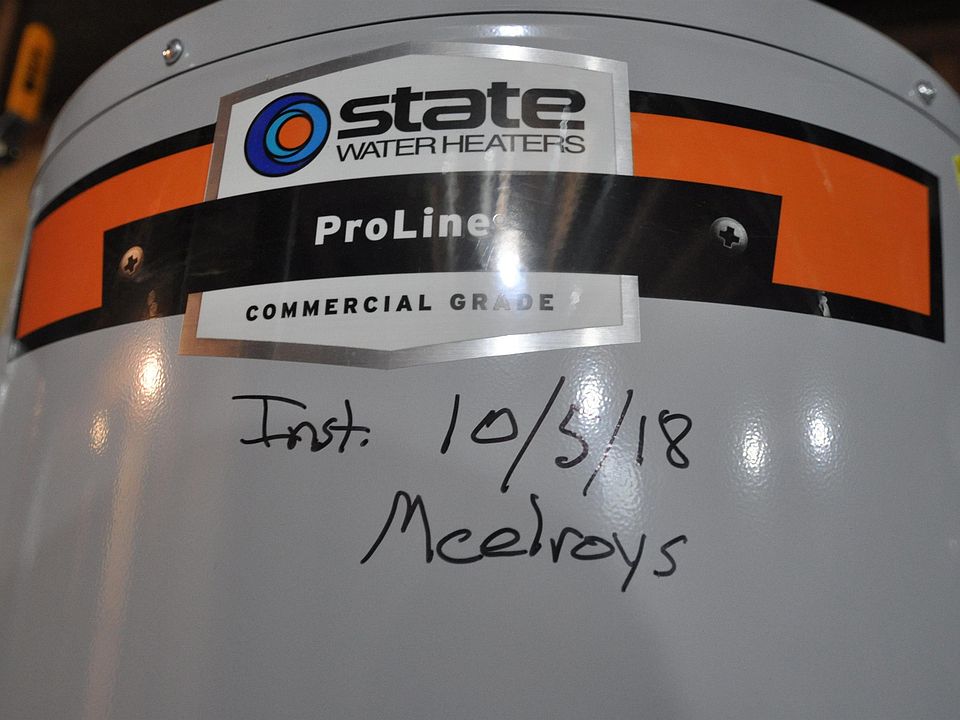 state
WATER HEATERS
ProLine®
COMMERCIAL GRADE
Inst. 10/5/18
Mcelroys